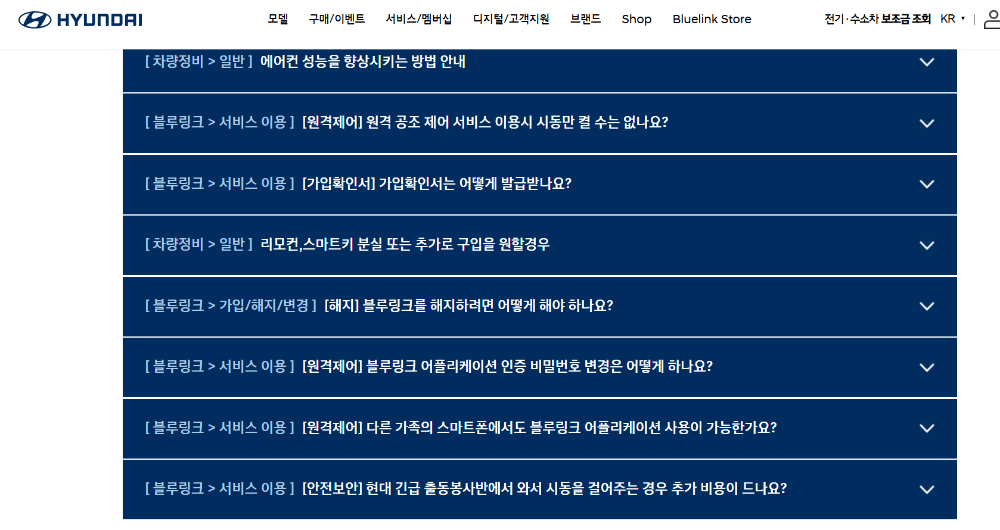 HYUNDAI 모델 구매/이벤트 서비스/멤버십 디지털/고객지원 브랜드 Shop Bluelink Store 전기·수소차 보조금 조회 KR
[ 차량정비 > 일반 ] 에어컨 성능을 향상시키는 방법 안내
[ 블루링크 > 서비스 이용 ] [원격제어] 원격 공조 제어 서비스 이용시 시동만 켤 수는 없나요?
[ 블루링크 > 서비스 이용 ] [가입확인서] 가입확인서는 어떻게 발급받나요?
[ 차량정비 > 일반 ] 리모컨,스마트키 분실 또는 추가로 구입을 원할경우
[ 블루링크 > 가입/해지/변경 ] [해지] 블루링크를 해지하려면 어떻게 해야 하나요?
[ 블루링크 > 서비스 이용 ] [원격제어] 블루링크 어플리케이션 인증 비밀번호 변경은 어떻게 하나요?
[ 블루링크 > 서비스 이용 ] [원격제어] 다른 가족의 스마트폰에서도 블루링크 어플리케이션 사용이 가능한가요?
[ 블루링크 > 서비스 이용 ] [안전보안] 현대 긴급 출동봉사반에서 와서 시동을 걸어주는 경우 추가 비용이 드나요?